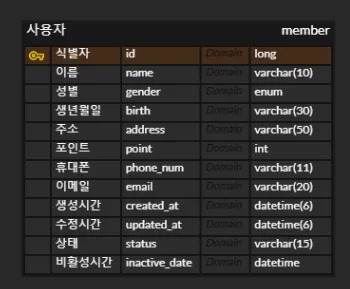 사용자 member
식별자 id Domain long
이름 name Domain varchar(10)
성별 gender Domain enum
생년월일 birth Domain varchar(30)
주소 address Domain varchar(50)
포인트 point Domain int
휴대폰 phone_num Domain varchar(11)
이메일 email Domain varchar(20)
생성시간 created_at Domain datetime(6)
수정시간 updated_at Domain datetime(6)
상태 status Domain varchar(15)
비활성시간 inactive_date Domain datetime